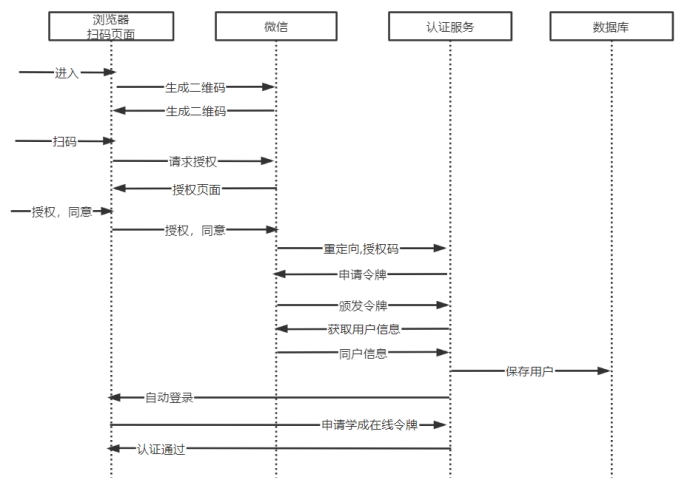 浏览器
扫码页面
微信
认证服务
数据库
进入
生成二维码
生成二维码
扫码
请求授权
授权页面
授权，同意
授权，同意
重定向,授权码
申请令牌
颁发令牌
获取用户信息
同户信息
保存用户
自动登录
申请学成在线令牌
认证通过